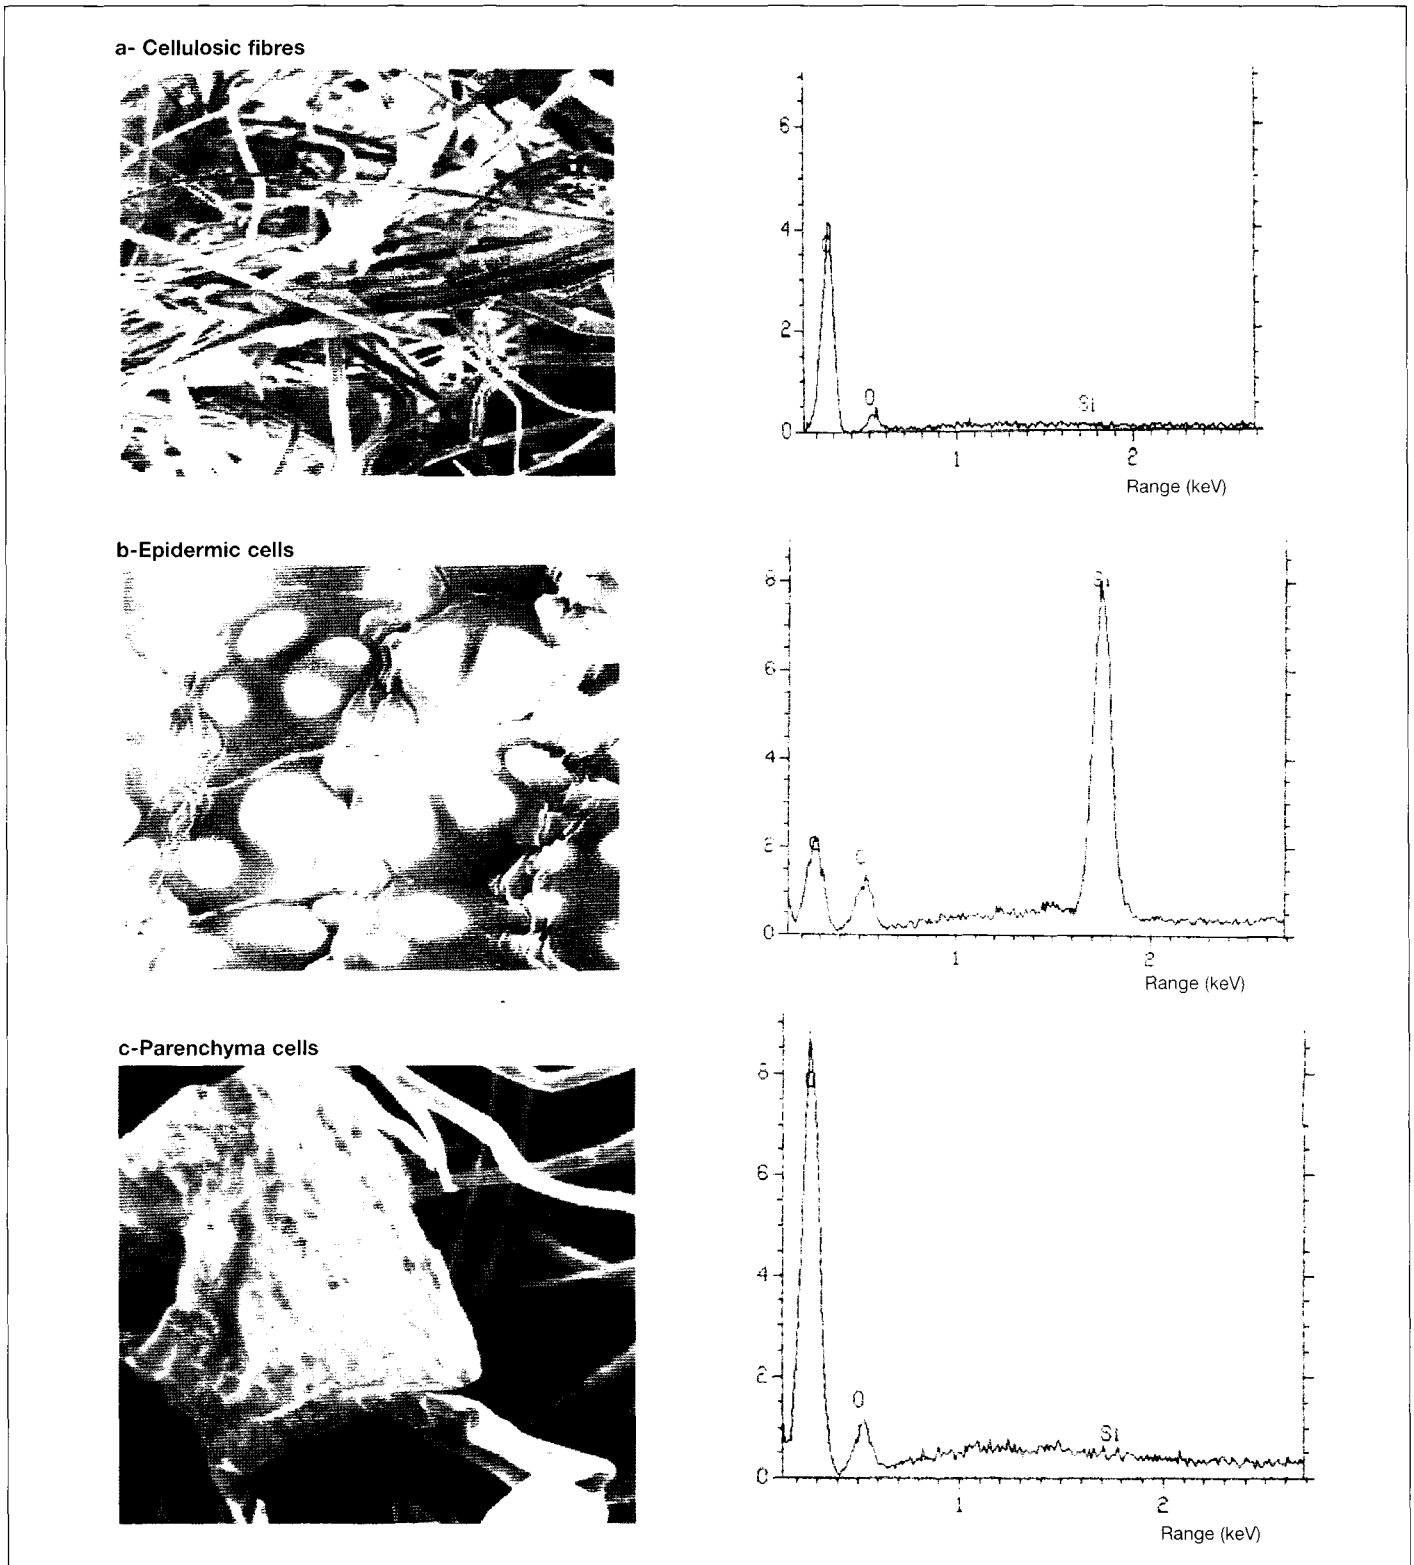 a- Cellulosic fibres
6
4
2
0
O
Si
1
2
Range (keV)
b-Epidermic cells
8
6
4
2
0
Si
1
2
Range (keV)
c-Parenchyma cells
8
6
4
2
0
O
Si
1
2
Range (keV)